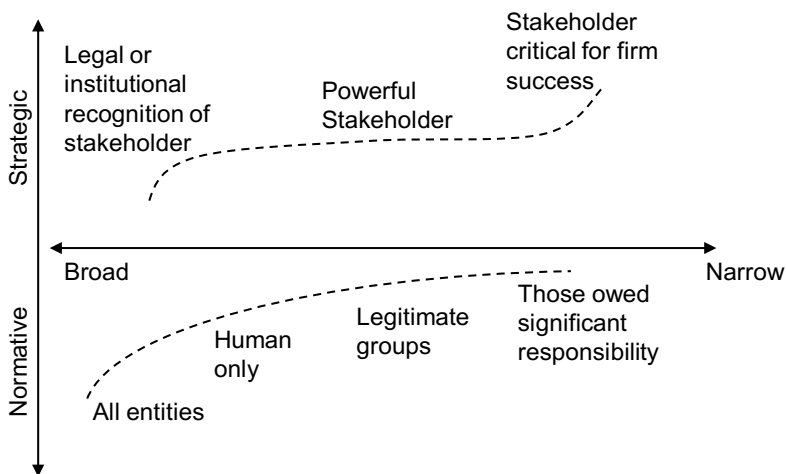 Stakeholder
critical for firm
success
Legal or
institutional
recognition of
stakeholder
Powerful
Stakeholder
Strategic
Broad
Narrow
Those owed
significant
responsibility
Legitimate
groups
Human
only
All entities
Normative